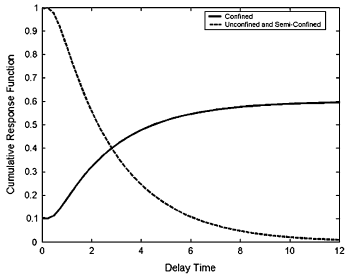 1
0.9
0.8
0.7
0.6
0.5
0.4
0.3
0.2
0.1
0
Cumulative Response Function
Confined
Unconfined and Semi-Confined
0 2 4 6 8 10 12
Delay Time